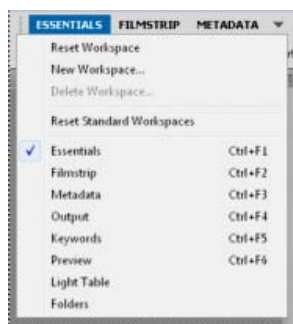 ESSENTIALS FILMSTRIP METADATA
Reset Workspace
New Workspace...
Delete Workspace...
Reset Standard Workspaces
Essentials Ctrl+F1
Filmstrip Ctrl+F2
Metadata Ctrl+F3
Output Ctrl+F4
Keywords Ctrl+F5
Preview Ctrl+F6
Light Table
Folders